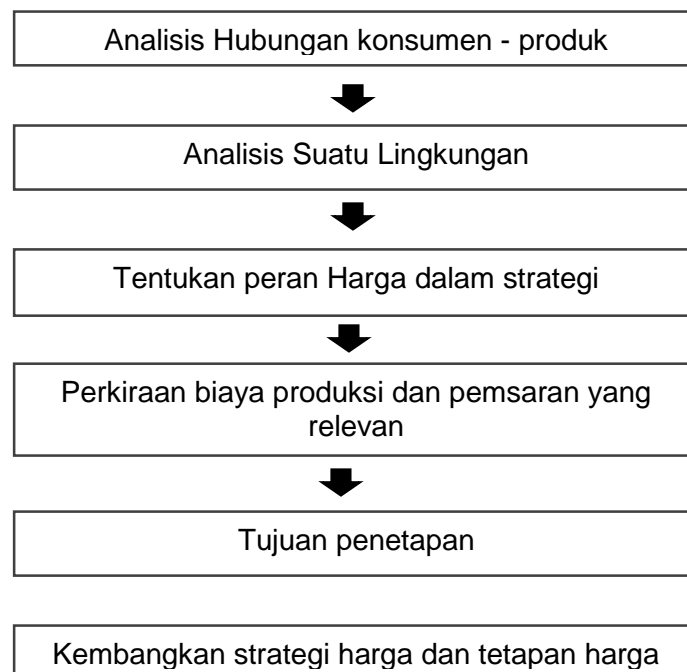 Analisis Hubungan konsumen - produk
Analisis Suatu Lingkungan
Tentukan peran Harga dalam strategi
Perkiraan biaya produksi dan pemsaran yang
relevan
Tujuan penetapan
Kembangkan strategi harga dan tetapan harga